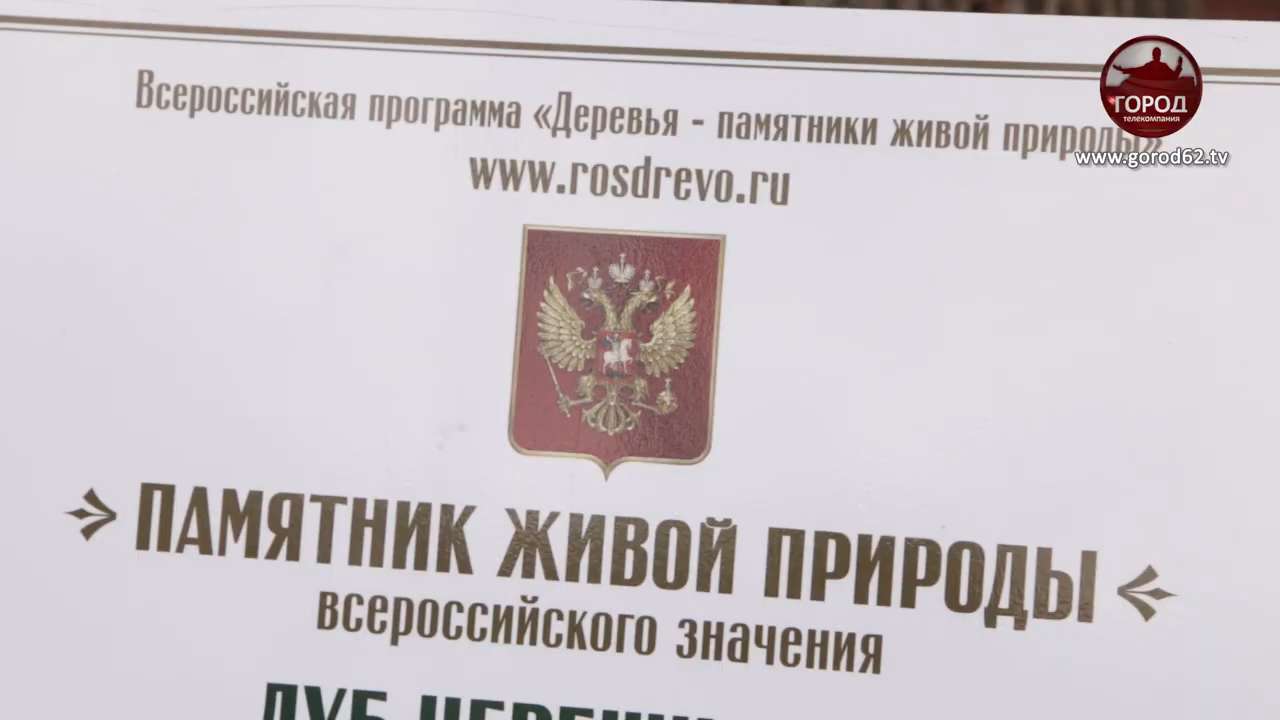 Всероссийская программа «Деревья - памятники живой природы»
www.rosdrevo.ru
ГОРОД
телекомпания
www.gorod62.tv
ПАМЯТНИК ЖИВОЙ ПРИРОДЫ
всероссийского значения
ДУБ